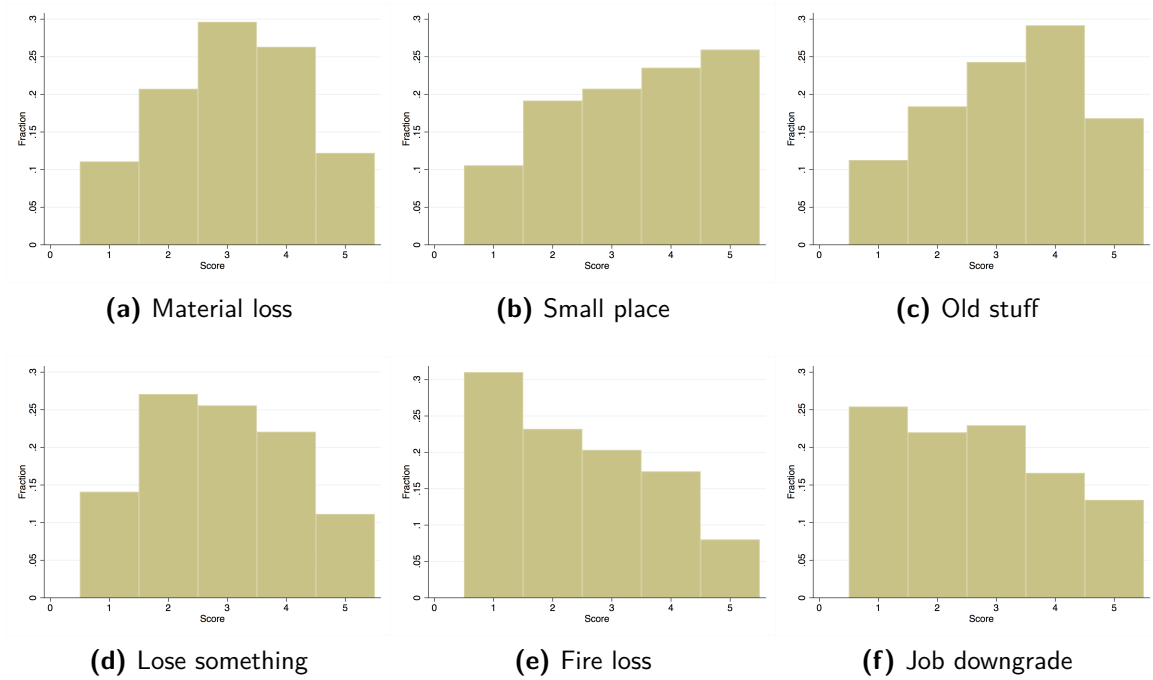 .3 .3 .3
.25 .25 .25
.2 .2 .2
Fraction Fraction Fraction
.15 .15 .15
.1 .1 .1
.05 .05 .05
0 0 0
0 1 2 3 4 5 0 1 2 3 4 5 0 1 2 3 4 5
Score Score Score
(a) Material loss (b) Small place (c) Old stuff
.3 .3 .3
.25 .25 .25
.2 .2 .2
Fraction Fraction Fraction
.15 .15 .15
.1 .1 .1
.05 .05 .05
0 0 0
0 1 2 3 4 5 0 1 2 3 4 5 0 1 2 3 4 5
Score Score Score
(d) Lose something (e) Fire loss (f) Job downgrade